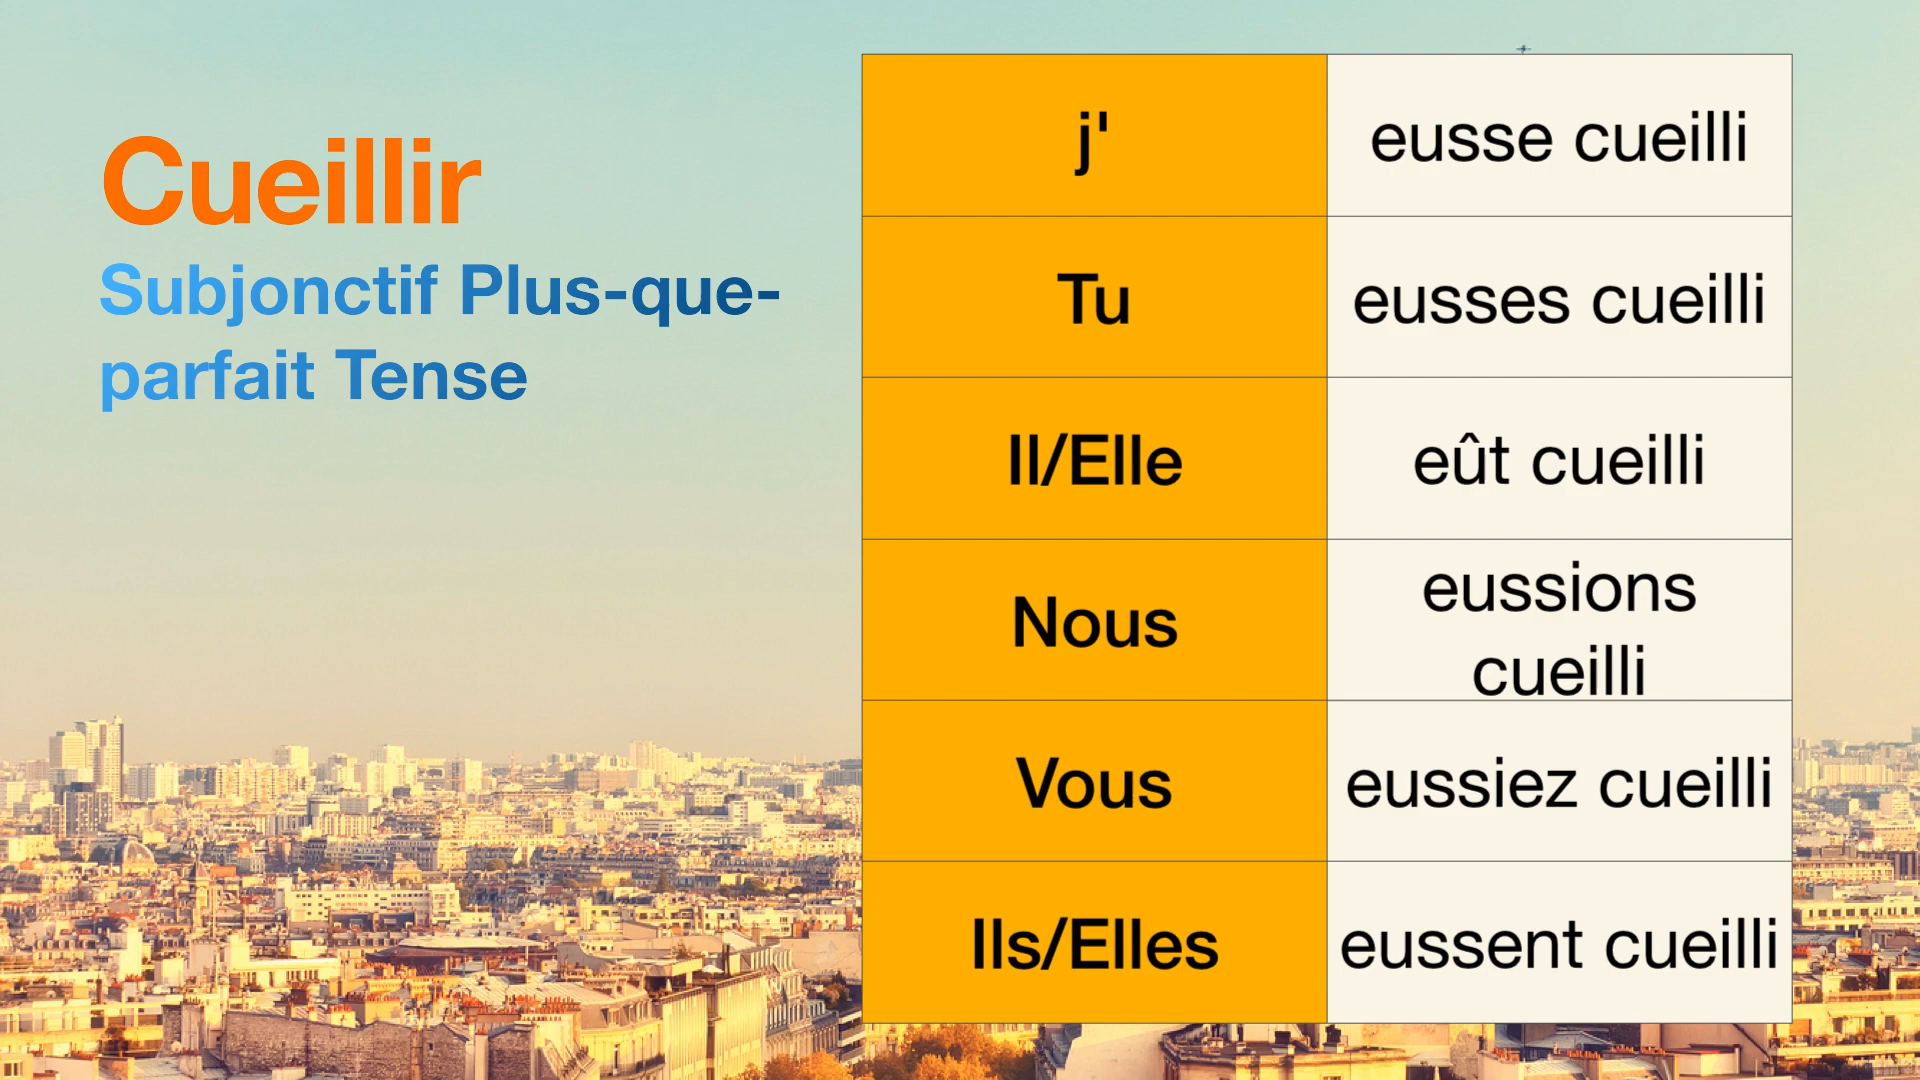 Cueillir
Subjonctif Plus-que-
parfait Tense
j' eusse cueilli
Tu eusses cueilli
Il/Elle eût cueilli
Nous eussions
cueilli
Vous eussiez cueilli
Ils/Elles eussent cueilli